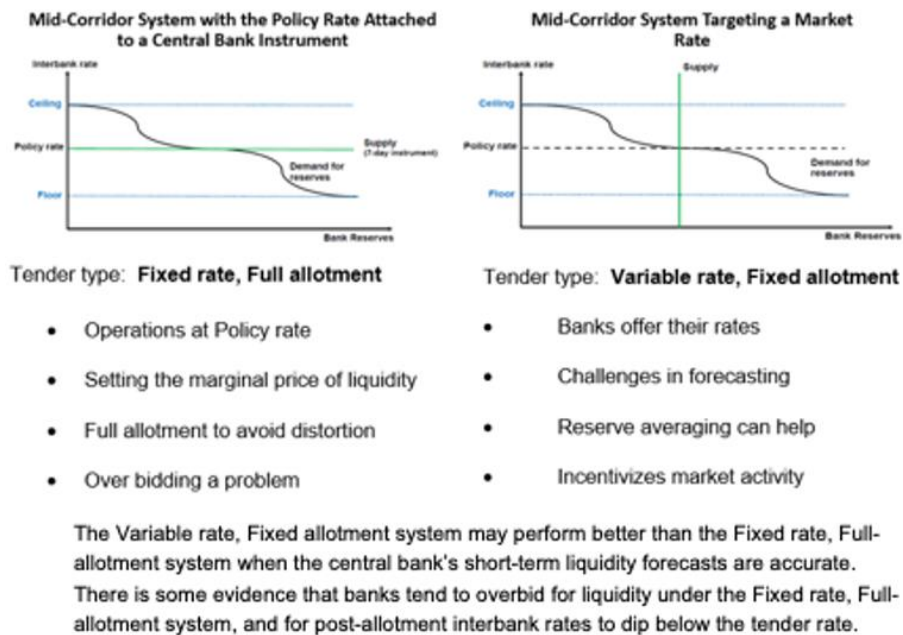 Mid-Corridor System with the Policy Rate Attached
to a Central Bank Instrument
Interbank rate
Ceiling
Policy rate
Supply
(7-day instrument)
Demand for
reserves
Floor
Bank Reserves
Tender type: Fixed rate, Full allotment
• Operations at Policy rate
• Setting the marginal price of liquidity
• Full allotment to avoid distortion
• Over bidding a problem
Mid-Corridor System Targeting a Market
Rate
Interbank rate
Supply
Ceiling
Policy rate
Demand for
reserves
Floor
Bank Reserves
Tender type: Variable rate, Fixed allotment
• Banks offer their rates
• Challenges in forecasting
• Reserve averaging can help
• Incentivizes market activity
The Variable rate, Fixed allotment system may perform better than the Fixed rate, Full-
allotment system when the central bank's short-term liquidity forecasts are accurate.
There is some evidence that banks tend to overbid for liquidity under the Fixed rate, Full-
allotment system, and for post-allotment interbank rates to dip below the tender rate.